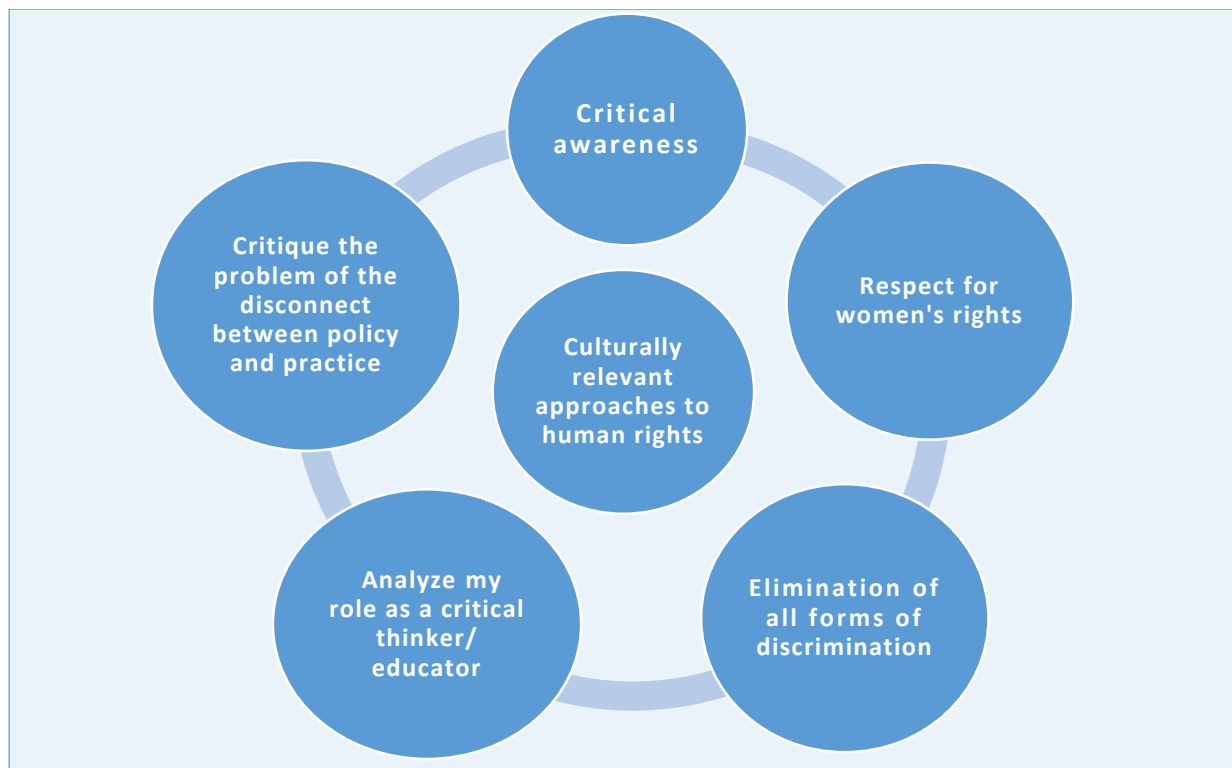 Critical
awareness
Critique the
problem of the
disconnect
between policy
and practice
Respect for
women's rights
Culturally
relevant
approaches to
human rights
Analyze my
role as a critical
thinker/
educator
Elimination of
all forms of
discrimination